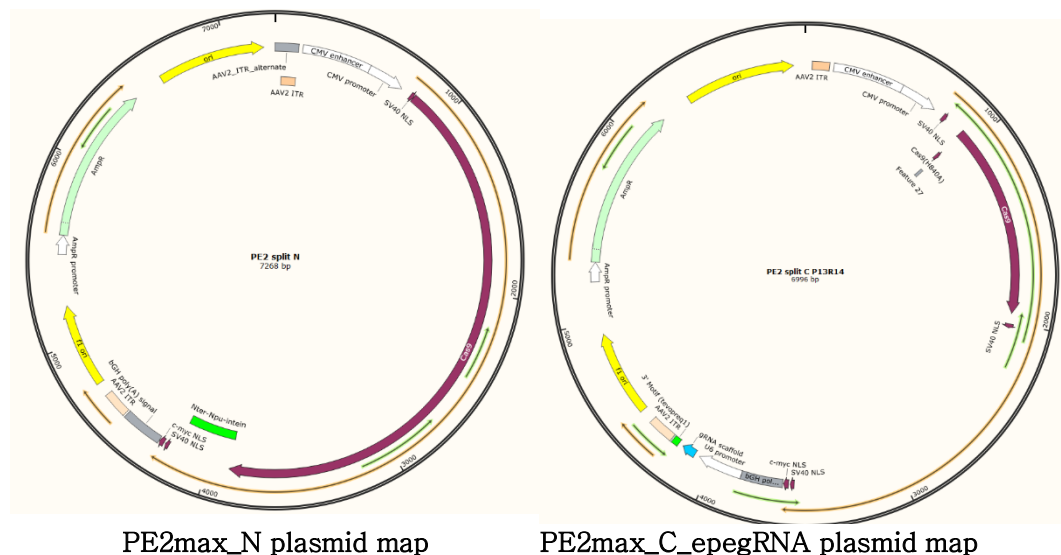 7000
ori
AAV2_ITR_alternate
AAV2 ITR
CMV enhancer
CMV promoter
SV40 NLS
1000
6000
AmpR
AmpR promoter
PE2 split N
7268 bp
2000
Cas9
5000
f1 ori
bGH poly(A) signal
AAV2 ITR
c-myc NLS
SV40 NLS
Nter-Npu-intein
4000
3000
PE2max_N plasmid map
ori
AAV2 ITR
CMV enhancer
CMV promoter
SV40 NLS
1000
Cas9(H840A)
Feature 27
Cas9
6000
AmpR
AmpR promoter
PE2 split C P13R14
6996 bp
2000
SV40 NLS
5000
f1 ori
3' Motif (tevopreq1)
AAV2 ITR
gRNA scaffold
U6 promoter
bGH pol...
c-myc NLS
SV40 NLS
4000
3000
PE2max_C_epegRNA plasmid map